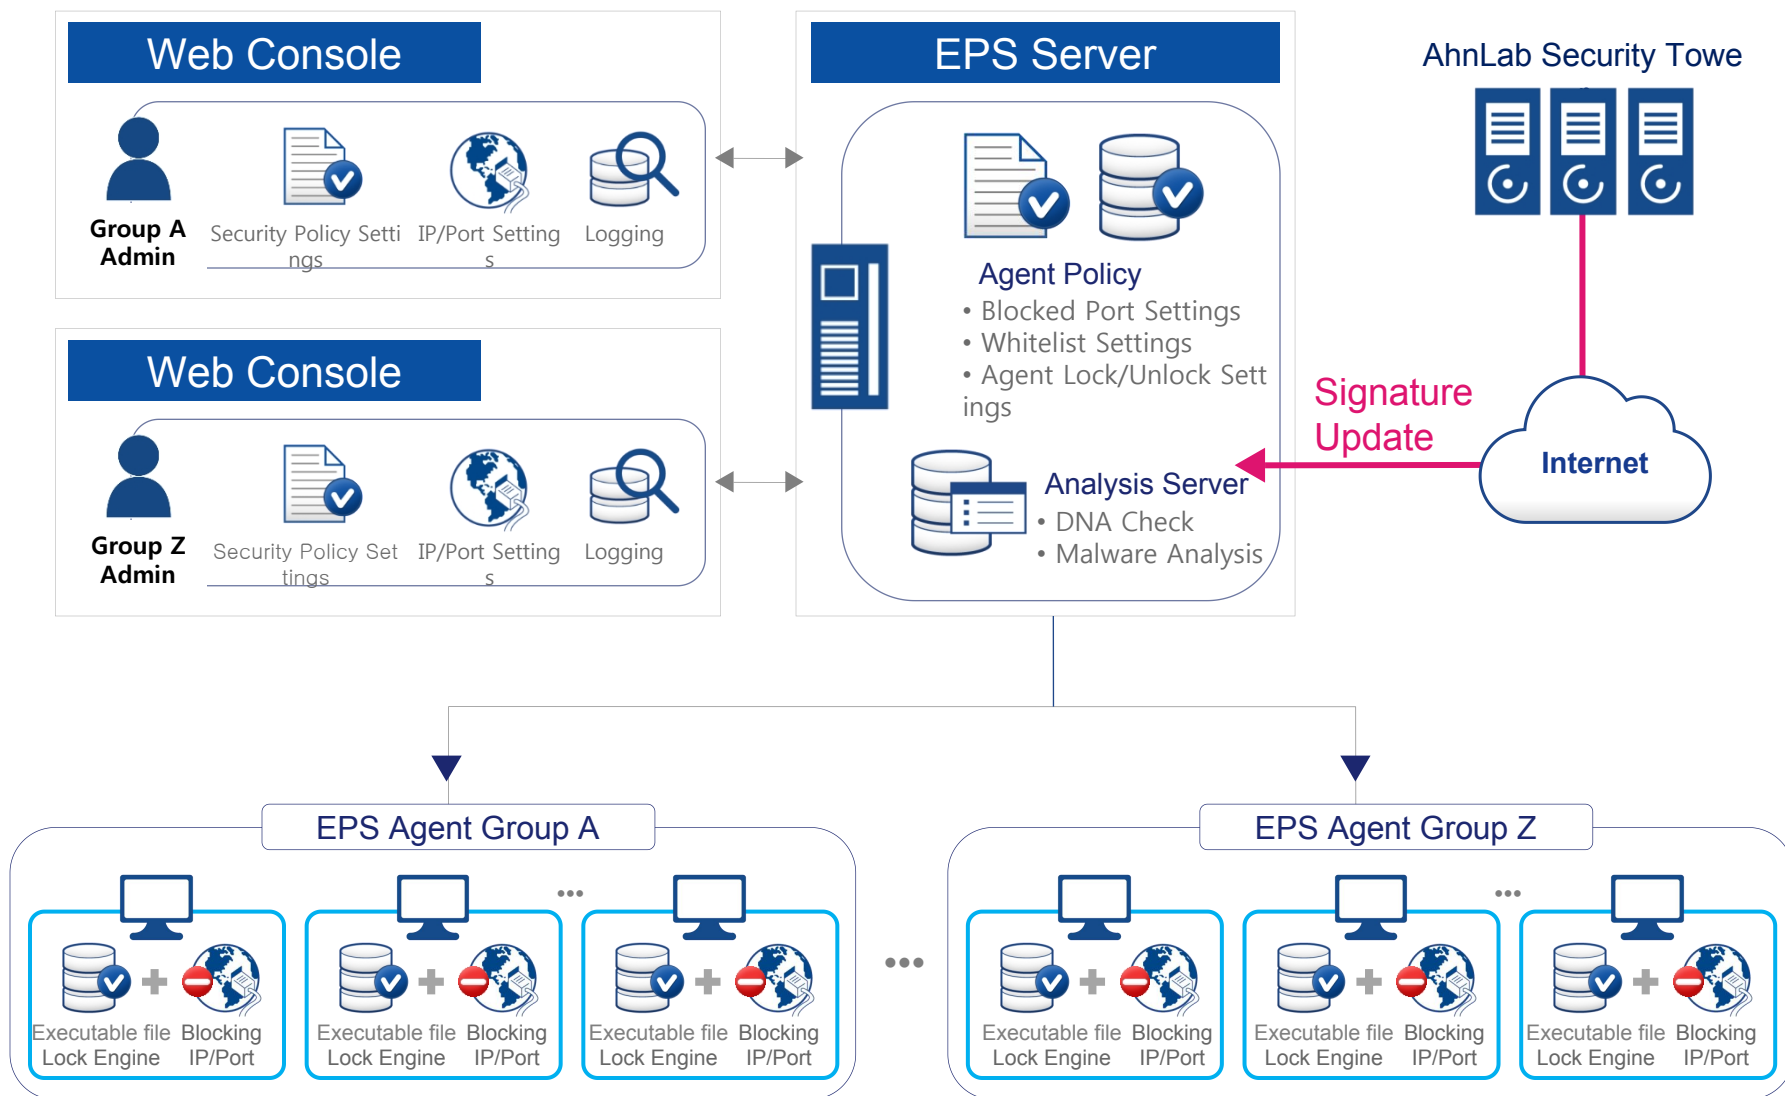 Web Console
Group A
Admin
Security Policy Setti
ngs
IP/Port Setting
s
Logging
Web Console
Group Z
Admin
Security Policy Set
tings
IP/Port Setting
s
Logging
EPS Server
Agent Policy
• Blocked Port Settings
• Whitelist Settings
• Agent Lock/Unlock Sett
ings
Analysis Server
• DNA Check
• Malware Analysis
AhnLab Security Towe
Signature
Update
Internet
EPS Agent Group A
...
Executable file
Lock Engine
Blocking
IP/Port
Executable file
Lock Engine
Blocking
IP/Port
Executable file
Lock Engine
Blocking
IP/Port
...
EPS Agent Group Z
...
Executable file
Lock Engine
Blocking
IP/Port
Executable file
Lock Engine
Blocking
IP/Port
Executable file
Lock Engine
Blocking
IP/Port